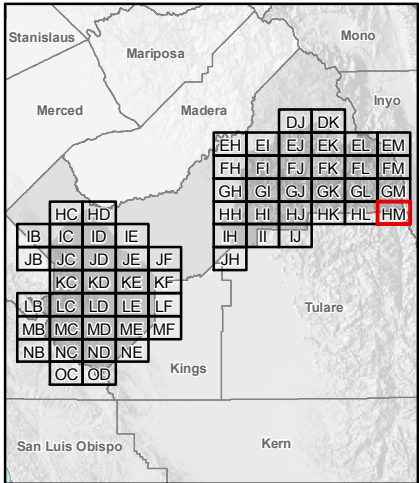 Stanislaus
Mono
Mariposa
Inyo
Merced
Madera
DJ DK
EH EI EJ EK EL EM
FH FI FJ FK FL FM
GH GI GJ GK GL GM
HC HD HH HI HJ HK HL HM
IB IC ID IE IH II IJ
JB JC JD JE JF JH
KC KD KE KF
LB LC LD LE LF
Tulare
MB MC MD ME MF
NB NC ND NE
Kings
OC OD
San Luis Obispo
Kern